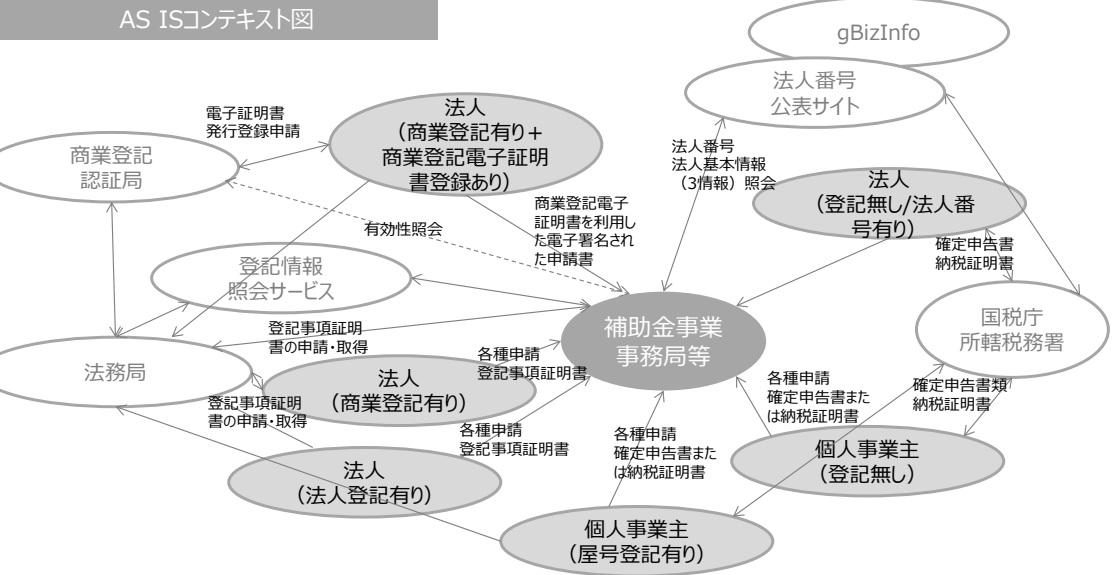 AS ISコンテキスト図
gBizInfo
法人番号
公表サイト
電子証明書
発行登録申請
法人
（商業登記有り＋
商業登記電子証明
書登録あり）
商業登記
認証局
法人番号
法人基本情報
（3情報）照会
法人
（登記無し/法人番
号有り）
商業登記電子
証明書を利用し
た電子署名され
た申請書
有効性照会
確定申告書
納税証明書
登記情報
照会サービス
補助金事業
事務局等
国税庁
所轄税務署
登記事項証明
書の申請・取得
法務局
各種申請
登記事項証明書
法人
（商業登記有り）
各種申請
確定申告書また
は納税証明書
確定申告書類
納税証明書
登記事項証明
書の申請・取得
各種申請
登記事項証明書
各種申請
確定申告書また
は納税証明書
個人事業主
（登記無し）
法人
（法人登記有り）
個人事業主
（屋号登記有り）